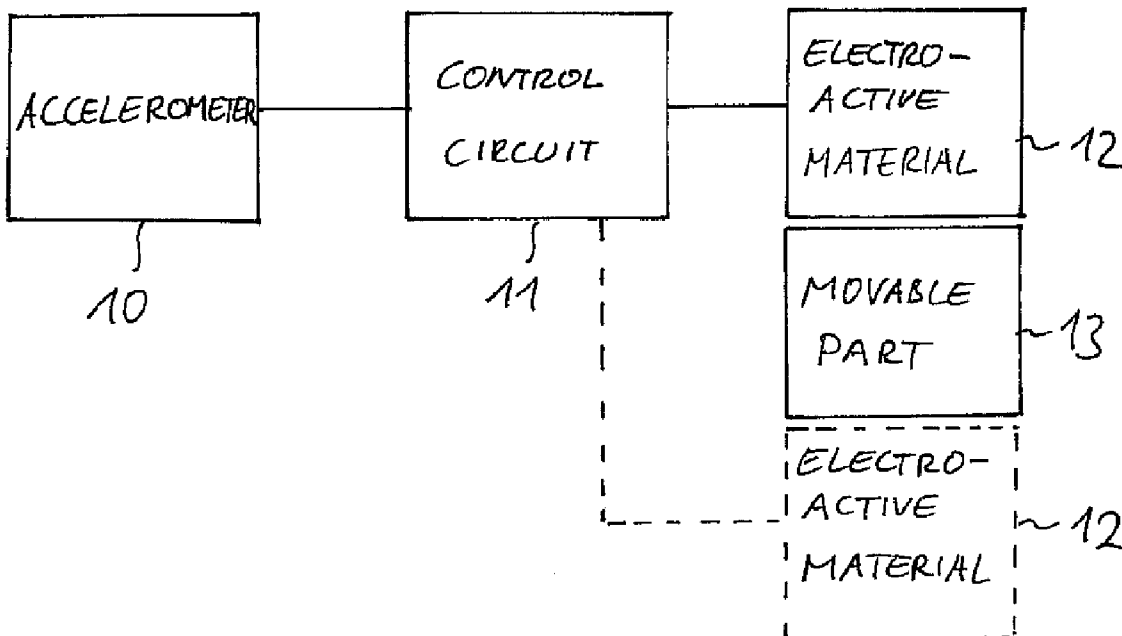 ACCELEROMETER
10
CONTROL
CIRCUIT
11
ELECTRO-
ACTIVE
MATERIAL
12
MOVABLE
PART
13
ELECTRO-
ACTIVE
MATERIAL
12